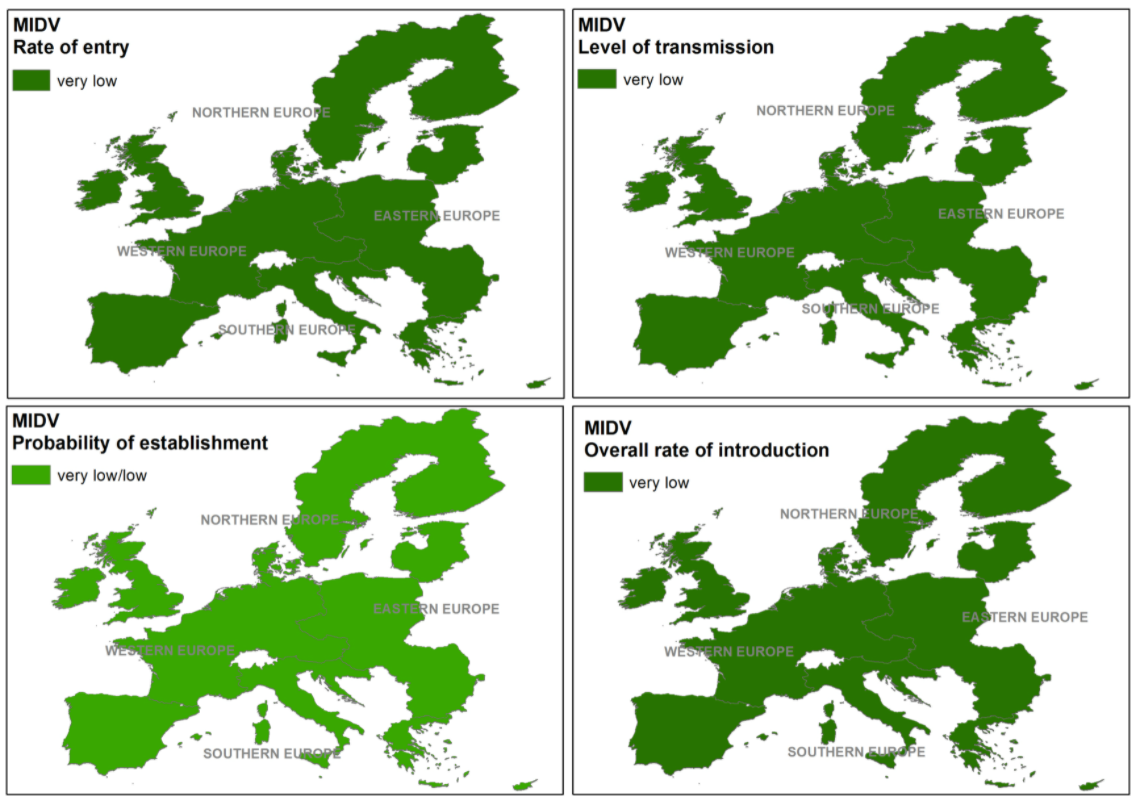 MIDV
Rate of entry
very low
NORTHERN EUROPE
EASTERN EUROPE
WESTERN EUROPE
SOUTHERN EUROPE
MIDV
Level of transmission
very low
NORTHERN EUROPE
EASTERN EUROPE
WESTERN EUROPE
SOUTHERN EUROPE
MIDV
Probability of establishment
very low/low
NORTHERN EUROPE
EASTERN EUROPE
WESTERN EUROPE
SOUTHERN EUROPE
MIDV
Overall rate of introduction
very low
NORTHERN EUROPE
EASTERN EUROPE
WESTERN EUROPE
SOUTHERN EUROPE